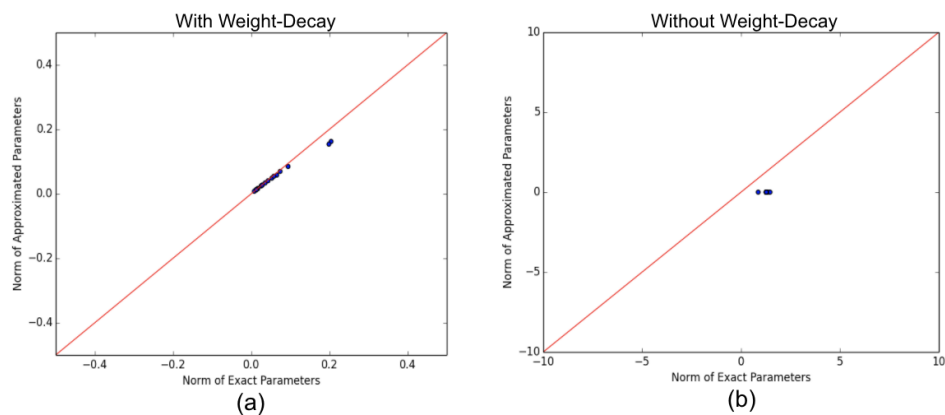 With Weight-Decay
0.4
0.2
0.0
−0.2
−0.4
Norm of Approximated Parameters
−0.4
−0.2
0.0
0.2
0.4
Norm of Exact Parameters
(a)
Without Weight-Decay
10
5
0
−5
−10
Norm of Approximated Parameters
−10
−5
0
5
10
Norm of Exact Parameters
(b)